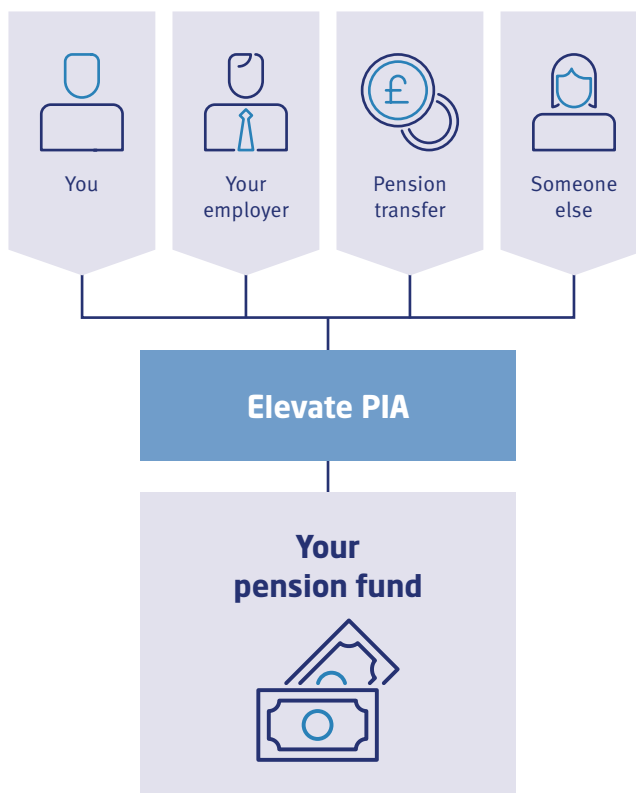 You
Your
employer
Pension
transfer
Someone
else
£
Elevate PIA
Your
pension fund